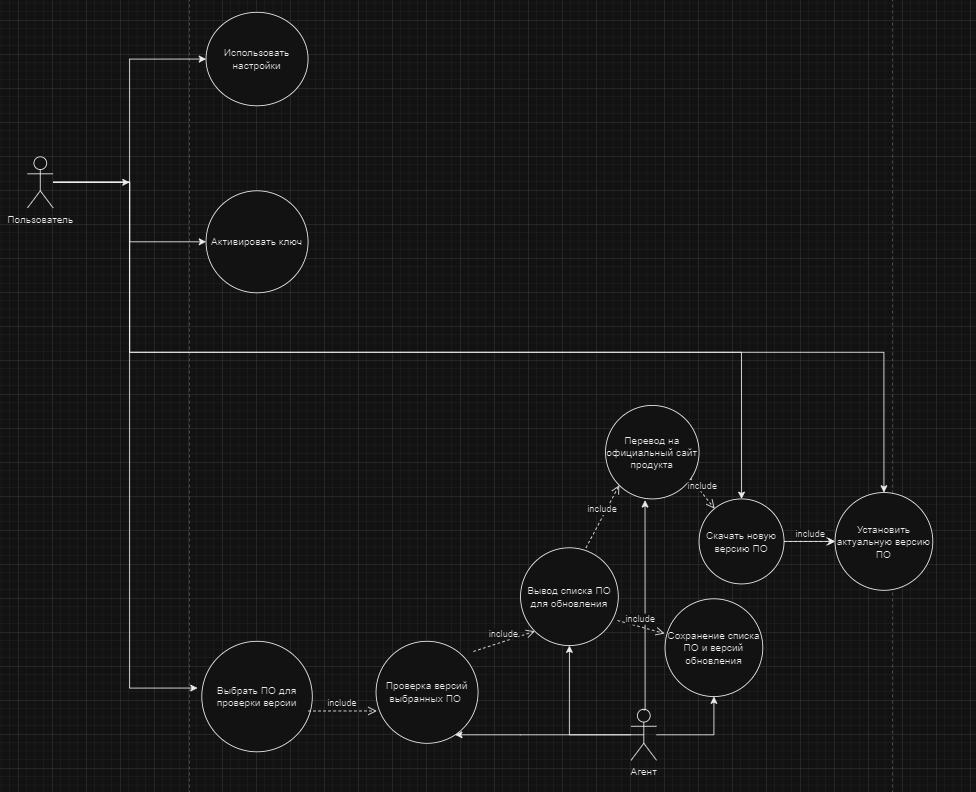 Использовать
настройки
Пользователь
Активировать ключ
Перевод на
официальный сайт
продукта
include
include
Скачать новую
версию ПО
include
Установить
актуальную версию
ПО
Вывод списка ПО
для обновления
include
include
Сохранение списка
ПО и версий
обновления
Выбрать ПО для
проверки версии
include
Проверка версий
выбранных ПО
Агент